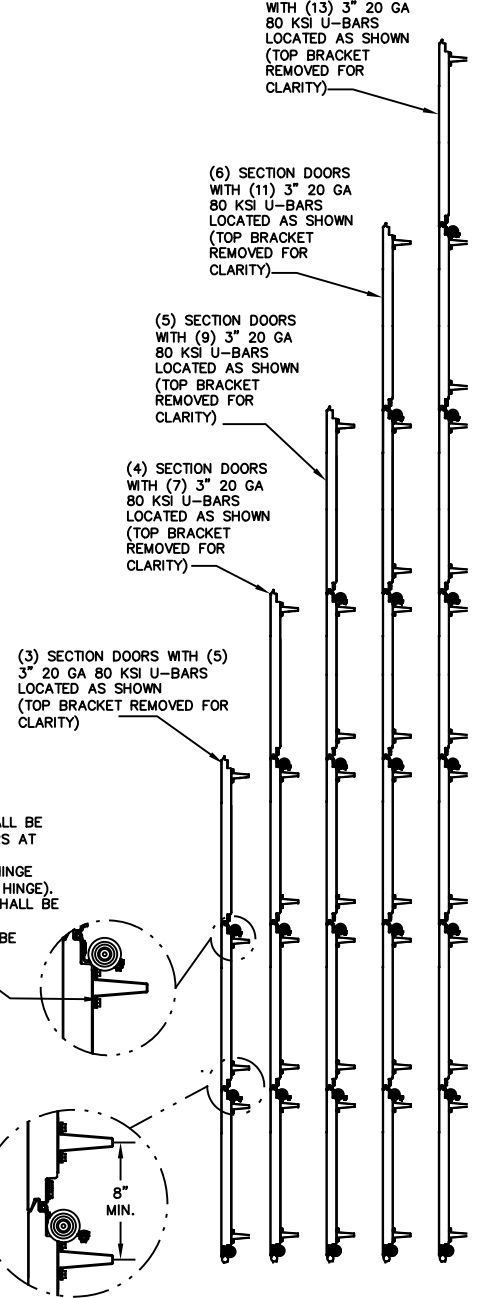 WITH (13) 3" 20 GA
80 KSI U-BARS
LOCATED AS SHOWN
(TOP BRACKET
REMOVED FOR
CLARITY)
(6) SECTION DOORS
WITH (11) 3" 20 GA
80 KSI U-BARS
LOCATED AS SHOWN
(TOP BRACKET
REMOVED FOR
CLARITY)
(5) SECTION DOORS
WITH (9) 3" 20 GA
80 KSI U-BARS
LOCATED AS SHOWN
(TOP BRACKET
REMOVED FOR
CLARITY)
(4) SECTION DOORS
WITH (7) 3" 20 GA
80 KSI U-BARS
LOCATED AS SHOWN
(TOP BRACKET
REMOVED FOR
CLARITY)
(3) SECTION DOORS WITH (5)
3" 20 GA 80 KSI U-BARS
LOCATED AS SHOWN
(TOP BRACKET REMOVED FOR
CLARITY)
BE
AT
HINGE).
BE
BE
8"
MIN.